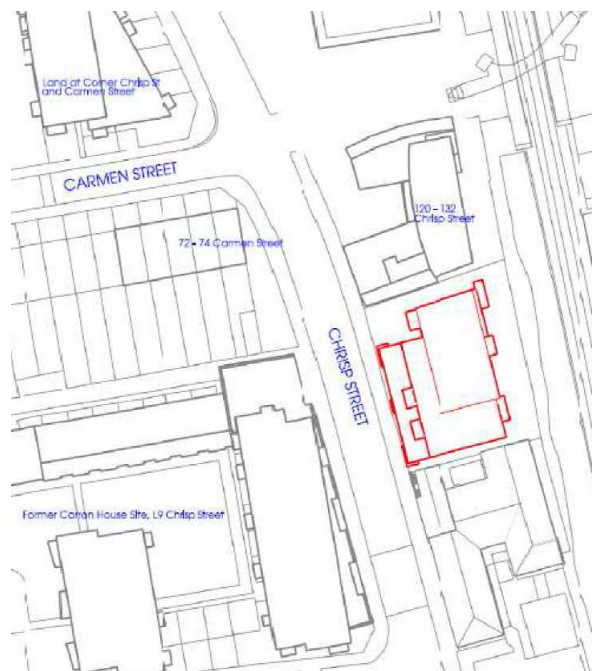 Land at Corner Chrisp St
and Carmen Street
CARMEN STREET
120 - 132
Chrisp Street
72 - 74 Carmen Street
CHRISP STREET
Former Carran House Site, L9 Chrisp Street